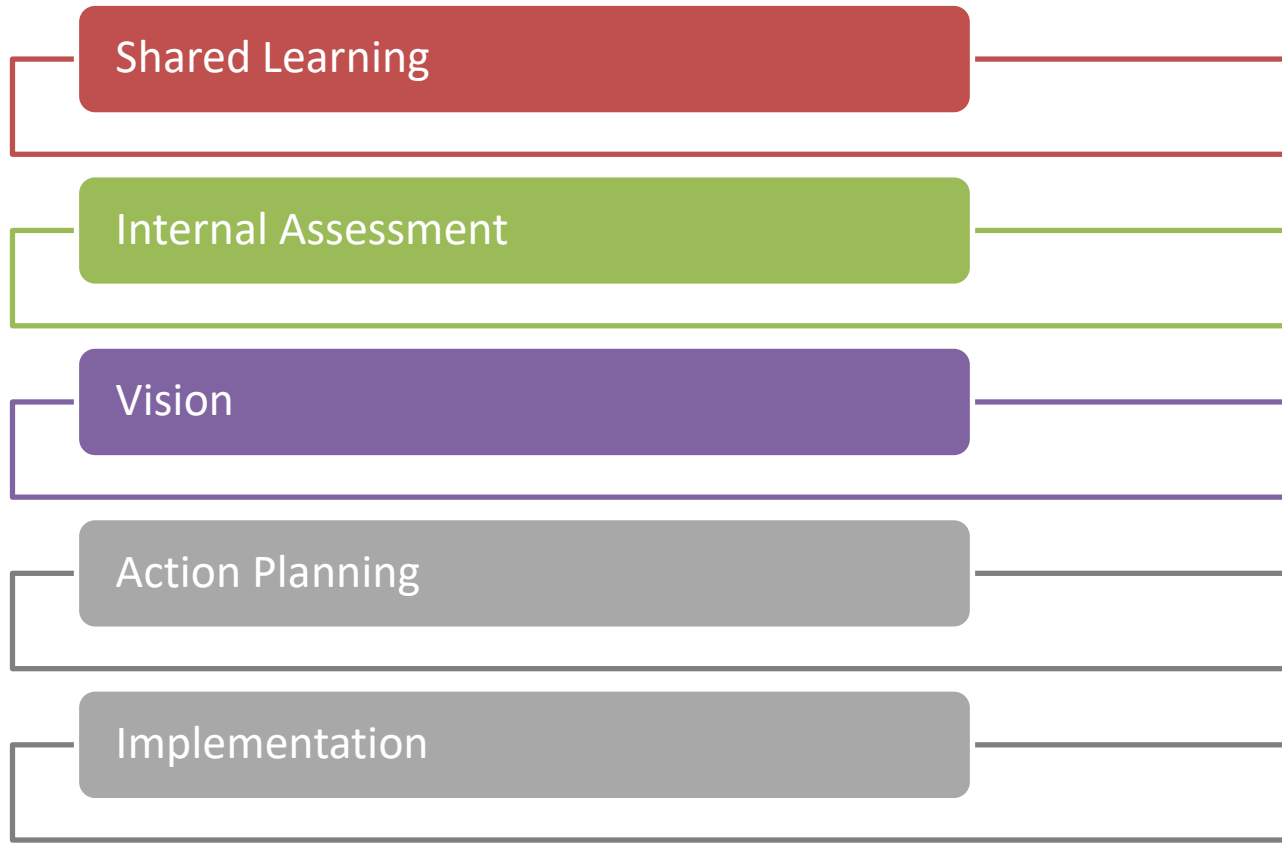 Shared Learning
Internal Assessment
Vision
Action Planning
Implementation